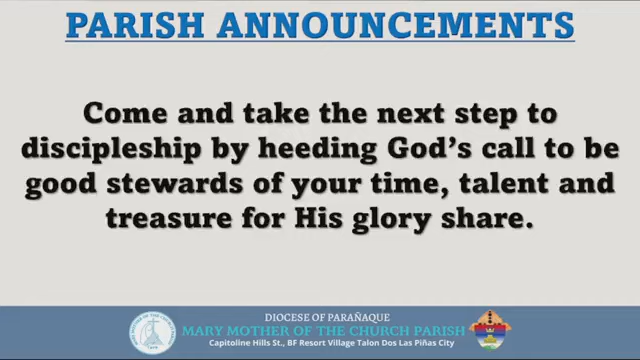 PARISH ANNOUNCEMENTS
Come and take the next step to
discipleship by heeding God's call to be
good stewards of your time, talent and
treasure for His glory share.
DIOCESE OF PARAÑAQUE
MARY MOTHER OF THE CHURCH PARISH
Capitoline Hills St., BF Resort Village Talon Dos Las Piñas City